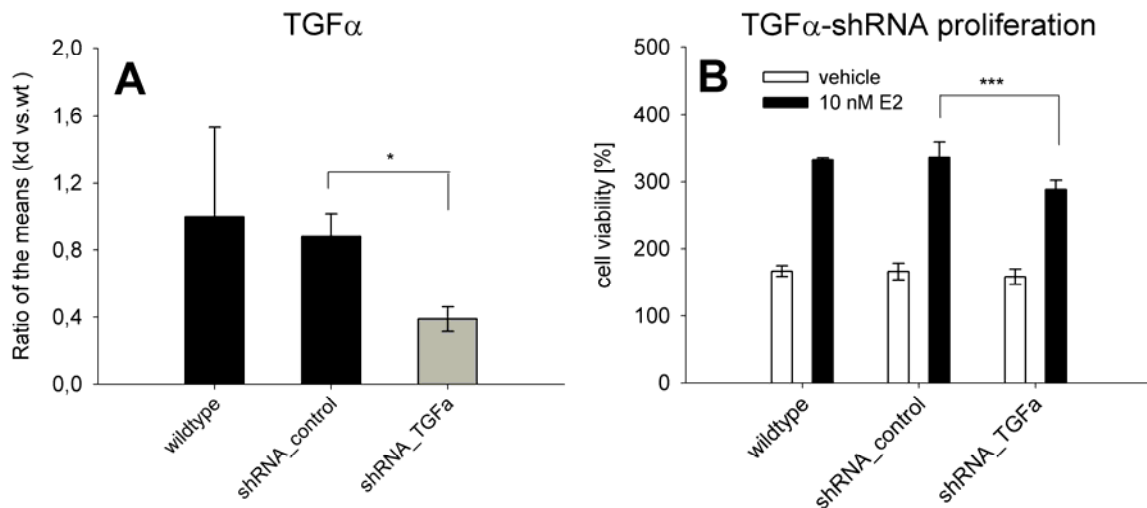 TGFα
A
Ratio of the means (kd vs.wt)
2,0
1,6
1,2
0,8
0,4
0,0
*
wildtype
shRNA_control
shRNA_TGFa
TGFα-shRNA proliferation
B
cell viability [%]
500
400
300
200
100
0
vehicle
10 nM E2
***
wildtype
shRNA_control
shRNA_TGFa